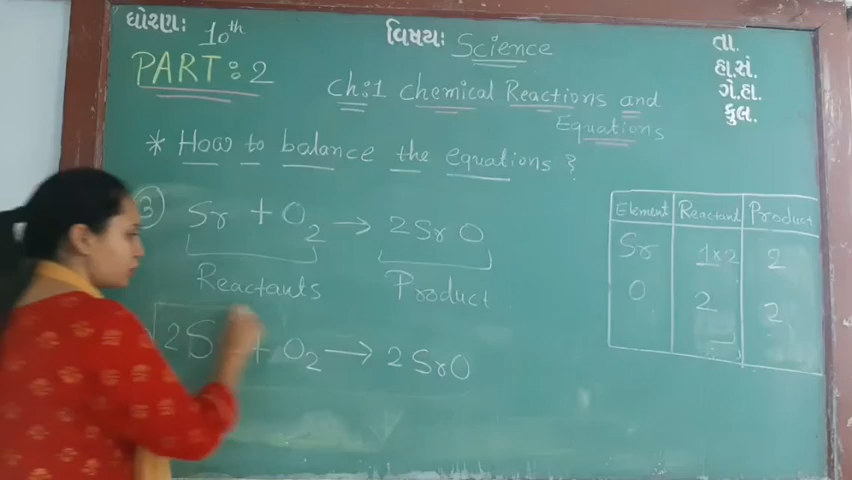 ધોરણ: 10th
વિષય: Science
તા.
હા.સં.
ગે.હા.
કુલ.
PART: 2
Ch:1 Chemical Reactions and
Equations
* How to balance the equations ?
③ Sr + O₂ → 2SrO
Reactants Product
2S + O₂ → 2SrO
Element Reactant Product
Sr 1×2 2
O 2 2